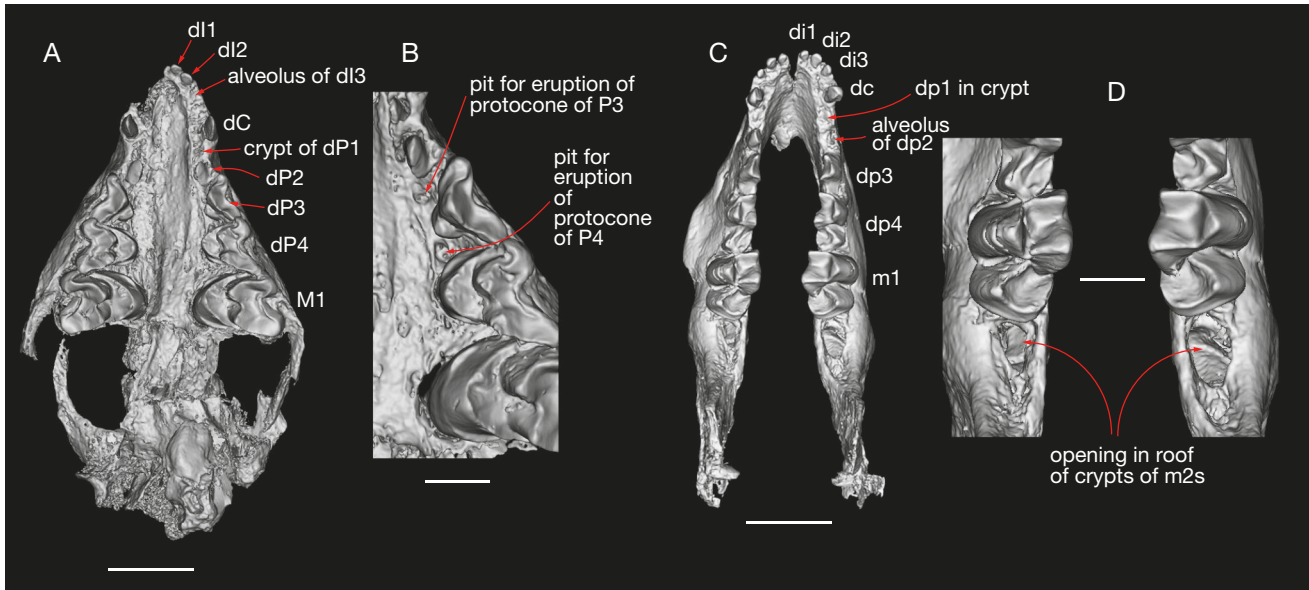 A
dI1
dI2
alveolus of dI3
dC
crypt of dP1
dP2
dP3
dP4
M1
B
pit for eruption of
protocone of P3
pit for
eruption
of
protocone
of P4
C
di1
di2
di3
dc
dp1 in crypt
alveolus
of dp2
dp3
dp4
m1
D
opening in roof
of crypts of m2s